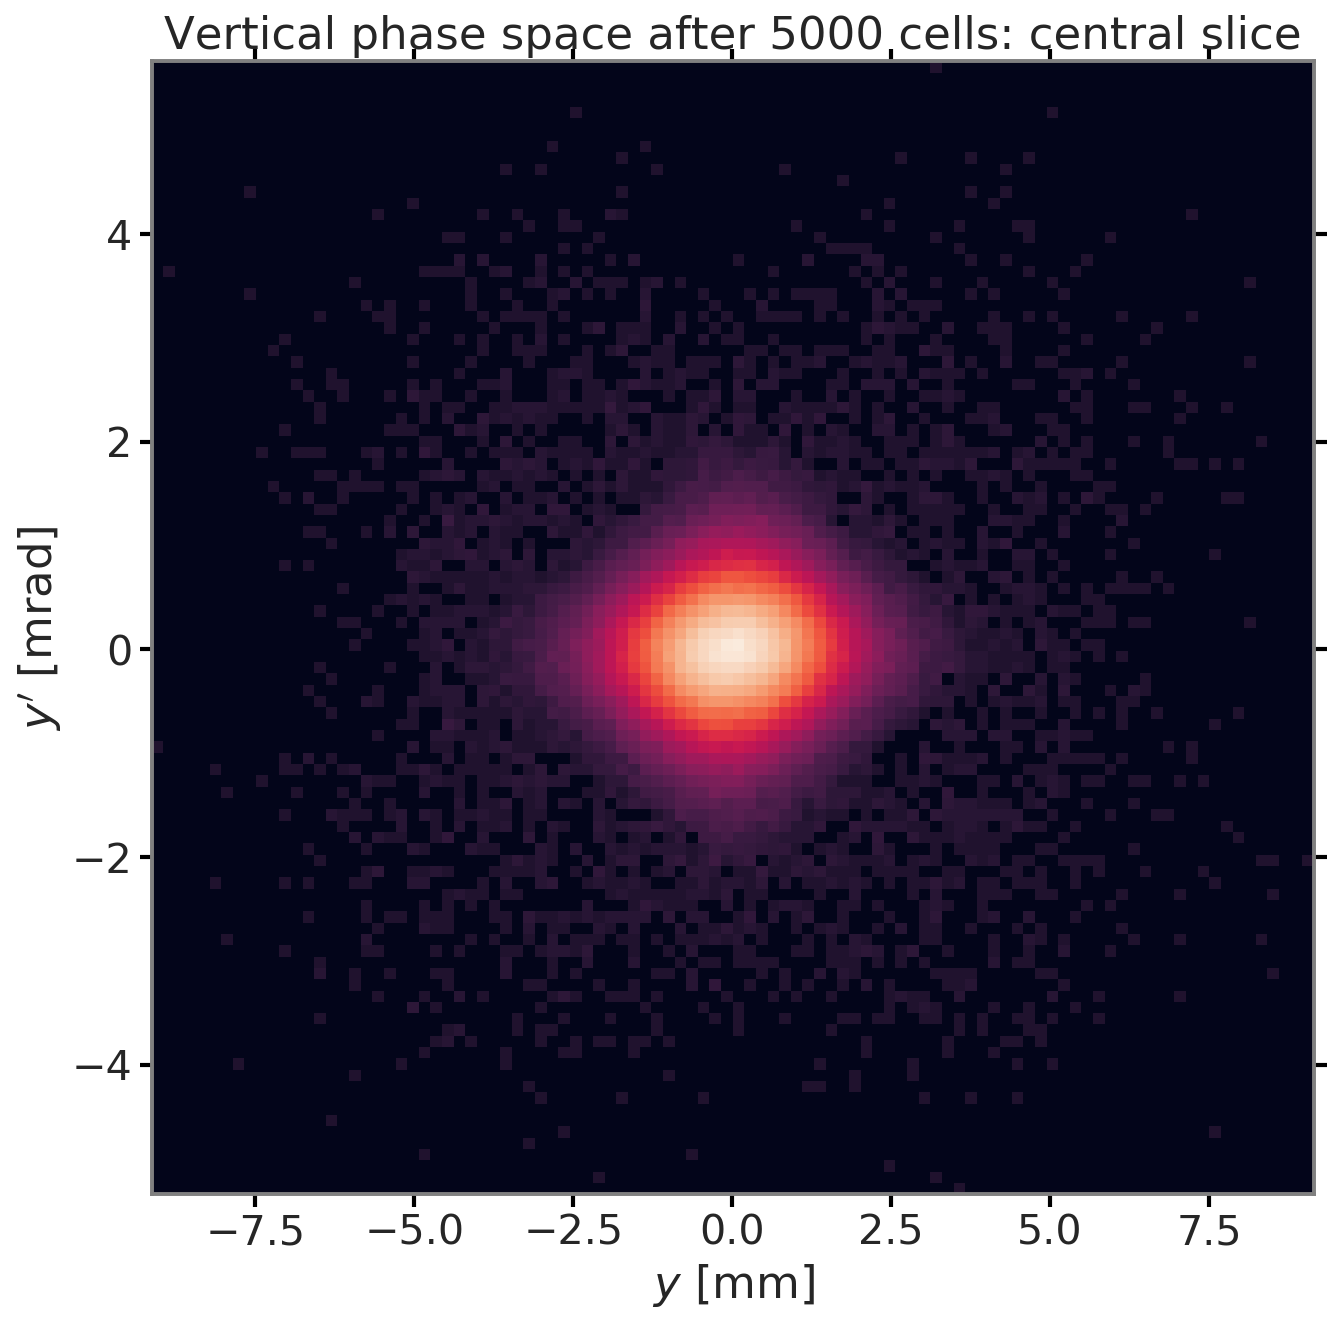 Vertical phase space after 5000 cells: central slice
4
2
0
−2
−4
y′ [mrad]
−7.5 −5.0 −2.5 0.0 2.5 5.0 7.5
y [mm]